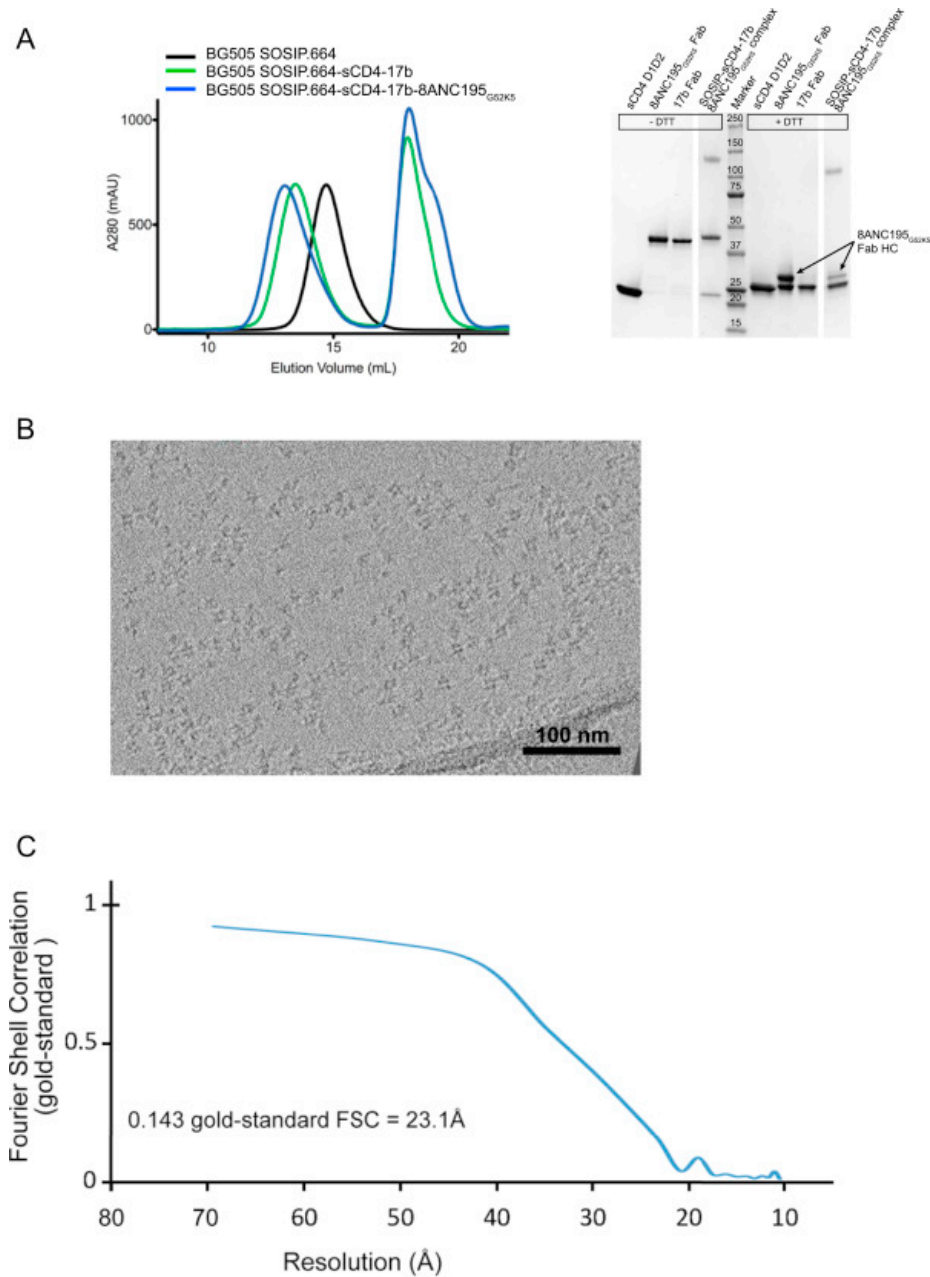 A
BG505 SOSIP.664
BG505 SOSIP.664-sCD4-17b
BG505 SOSIP.664-sCD4-17b-8ANC195G52K5
1000
500
0
A280 (mAU)
10
15
20
Elution Volume (mL)
sCD4 D1D2
8ANC195G52K5 Fab
17b Fab
SOSIP-sCD4-17b
8ANC195G52K5 complex
Marker
sCD4 D1D2
8ANC195G52K5 Fab
17b Fab
SOSIP-sCD4-17b
8ANC195G52K5 complex
- DTT
+ DTT
250
150
100
75
50
37
25
20
15
8ANC195G52K5
Fab HC
B
100 nm
C
Fourier Shell Correlation
(gold-standard )
1
0.5
0
0.143 gold-standard FSC = 23.1Å
80
70
60
50
40
30
20
10
Resolution (Å)